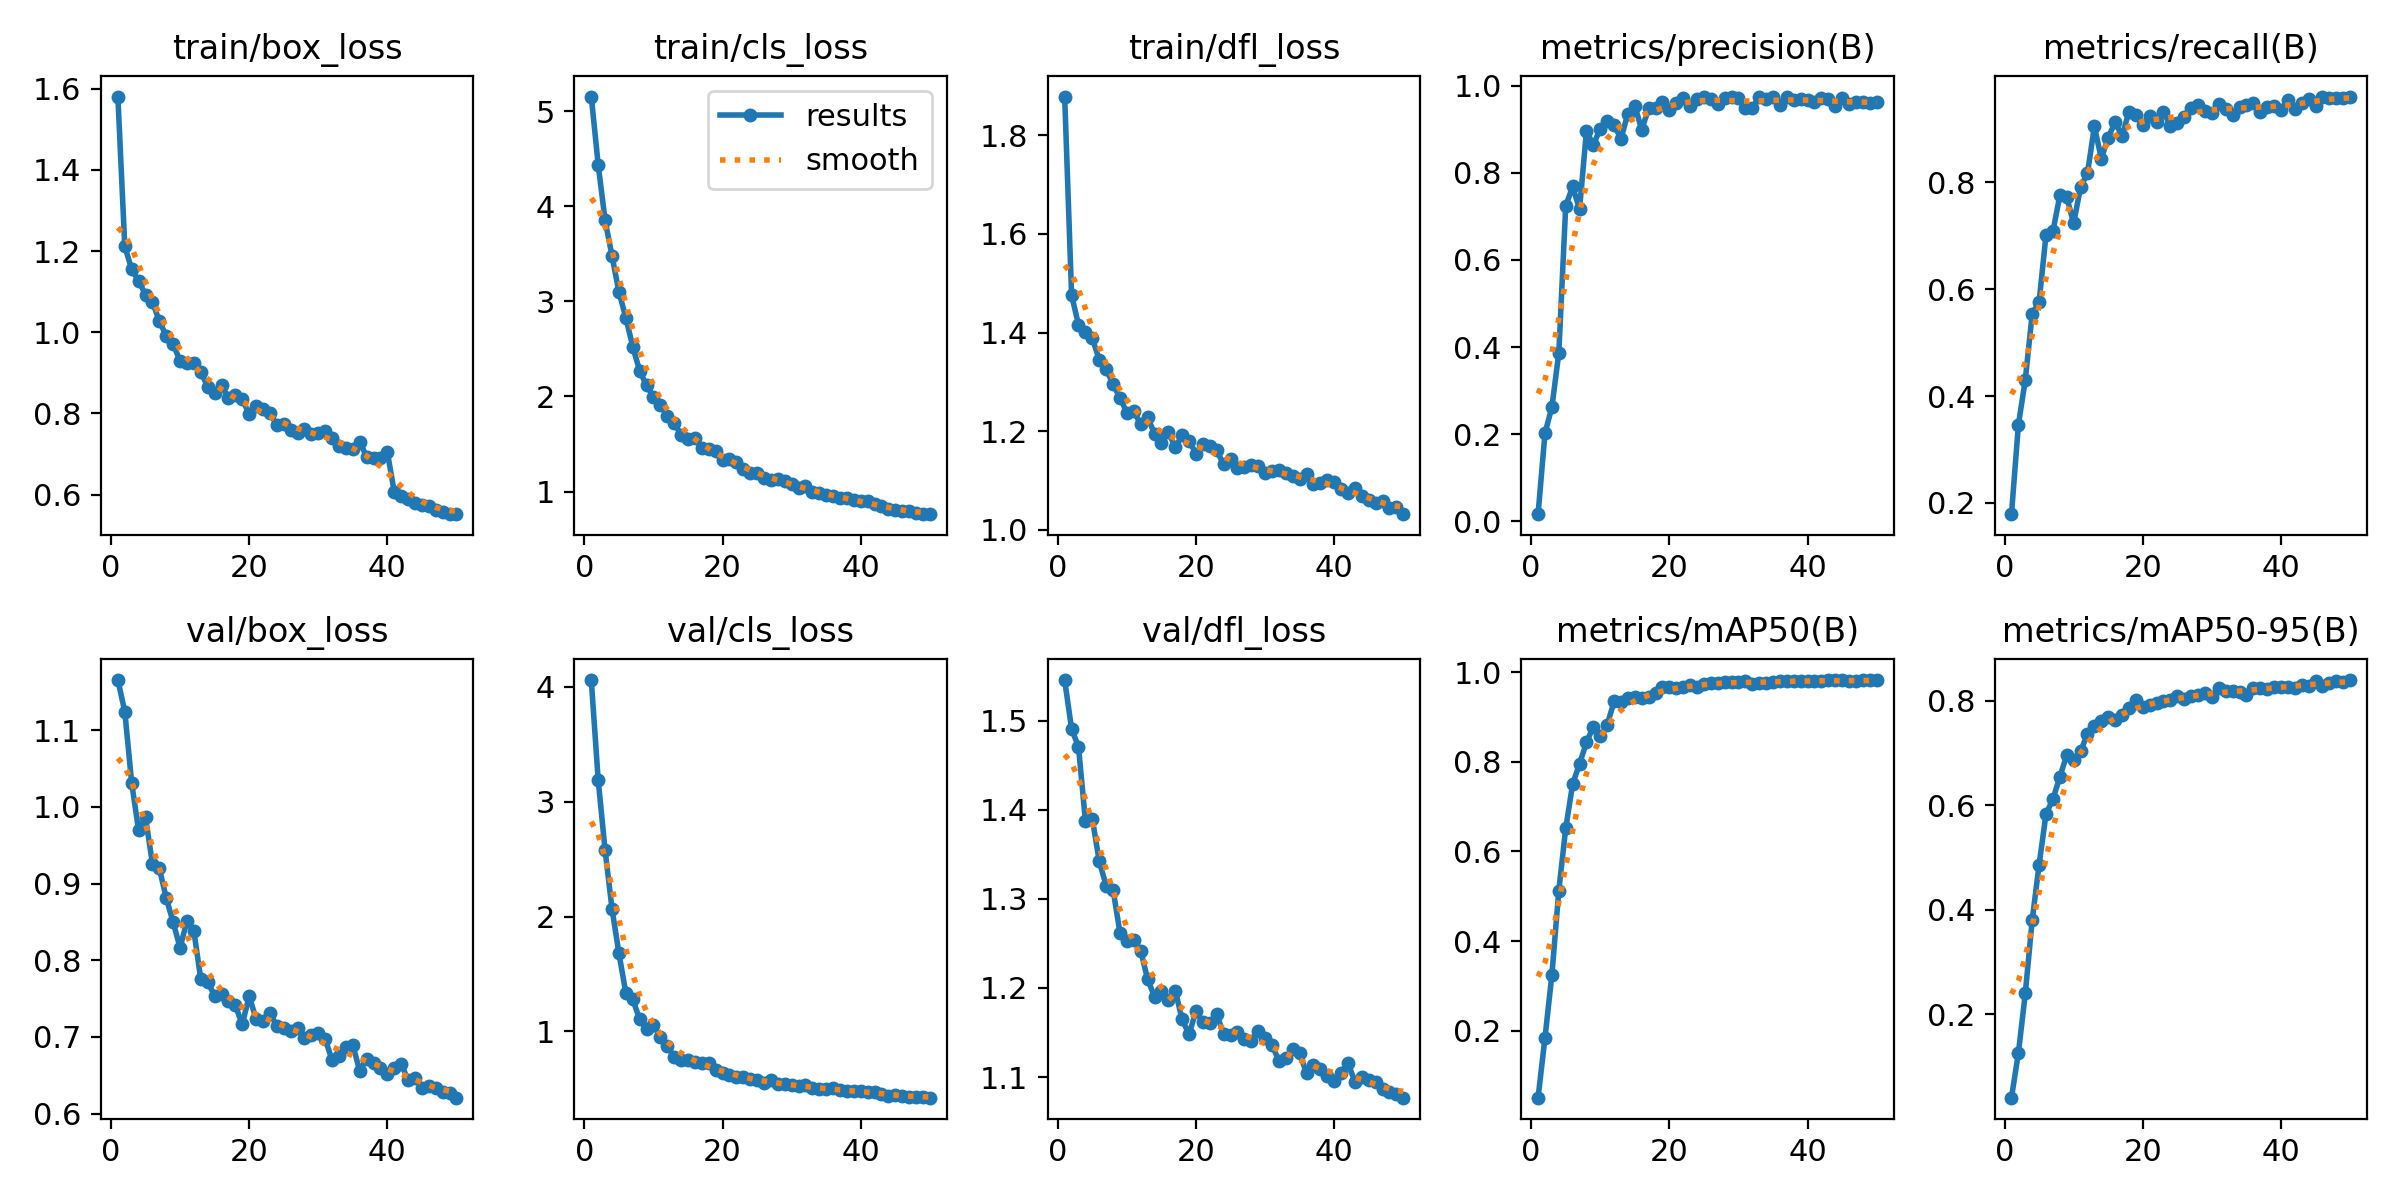 train/box_loss
1.6
1.4
1.2
1.0
0.8
0.6
0 20 40
train/cls_loss
results
smooth
5
4
3
2
1
0 20 40
train/dfl_loss
1.8
1.6
1.4
1.2
1.0
0 20 40
metrics/precision(B)
1.0
0.8
0.6
0.4
0.2
0.0
0 20 40
metrics/recall(B)
0.8
0.6
0.4
0.2
0 20 40
val/box_loss
1.1
1.0
0.9
0.8
0.7
0.6
0 20 40
val/cls_loss
4
3
2
1
0 20 40
val/dfl_loss
1.5
1.4
1.3
1.2
1.1
0 20 40
metrics/mAP50(B)
1.0
0.8
0.6
0.4
0.2
0 20 40
metrics/mAP50-95(B)
0.8
0.6
0.4
0.2
0 20 40